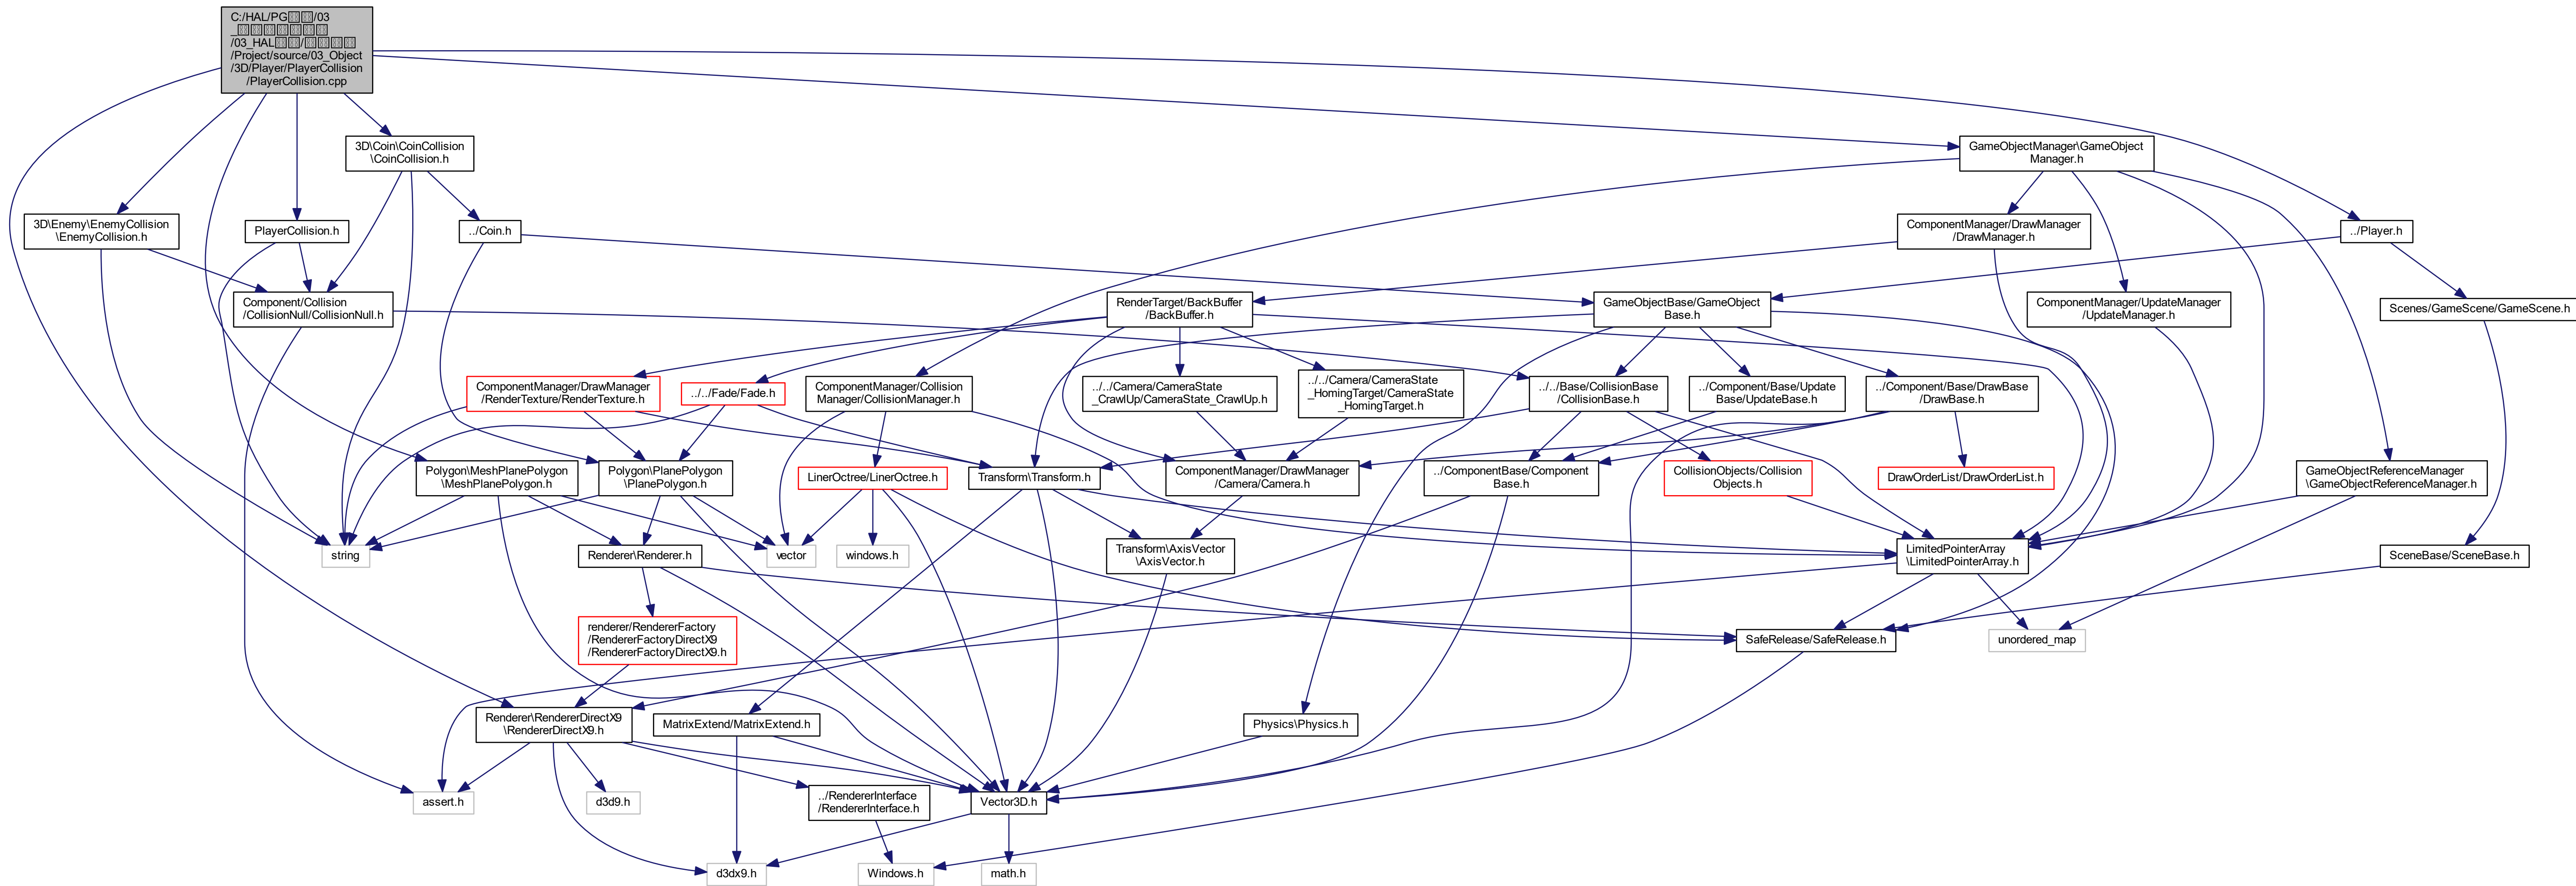 C:/HAL/PG/03
_
/03_HAL/
/Project/source/03_Object
/3D/Player/PlayerCollision
/PlayerCollision.cpp
3D\Coin\CoinCollision
\CoinCollision.h
GameObjectManager\GameObject
Manager.h
3D\Enemy\EnemyCollision
\EnemyCollision.h
PlayerCollision.h
../Coin.h
ComponentManager/DrawManager
/DrawManager.h
../Player.h
Component/Collision
/CollisionNull/CollisionNull.h
RenderTarget/BackBuffer
/BackBuffer.h
GameObjectBase/GameObject
Base.h
ComponentManager/UpdateManager
/UpdateManager.h
Scenes/GameScene/GameScene.h
ComponentManager/DrawManager
/RenderTexture/RenderTexture.h
../../Fade/Fade.h
ComponentManager/Collision
Manager/CollisionManager.h
../../Camera/CameraState
_CrawlUp/CameraState_CrawlUp.h
../../Camera/CameraState
_HomingTarget/CameraState
_HomingTarget.h
../../Base/CollisionBase
/CollisionBase.h
../Component/Base/Update
Base/UpdateBase.h
../Component/Base/DrawBase
/DrawBase.h
Polygon\MeshPlanePolygon
\MeshPlanePolygon.h
Polygon\PlanePolygon
\PlanePolygon.h
LinerOctree/LinerOctree.h
Transform\Transform.h
ComponentManager/DrawManager
/Camera/Camera.h
../ComponentBase/Component
Base.h
CollisionObjects/Collision
Objects.h
DrawOrderList/DrawOrderList.h
GameObjectReferenceManager
\GameObjectReferenceManager.h
string
Renderer\Renderer.h
vector
windows.h
Transform\AxisVector
\AxisVector.h
LimitedPointerArray
\LimitedPointerArray.h
SceneBase/SceneBase.h
renderer/RendererFactory
/RendererFactoryDirectX9
/RendererFactoryDirectX9.h
SafeRelease/SafeRelease.h
unordered_map
Renderer\RendererDirectX9
\RendererDirectX9.h
MatrixExtend/MatrixExtend.h
Physics\Physics.h
assert.h
d3d9.h
../RendererInterface
/RendererInterface.h
Vector3D.h
d3dx9.h
Windows.h
math.h